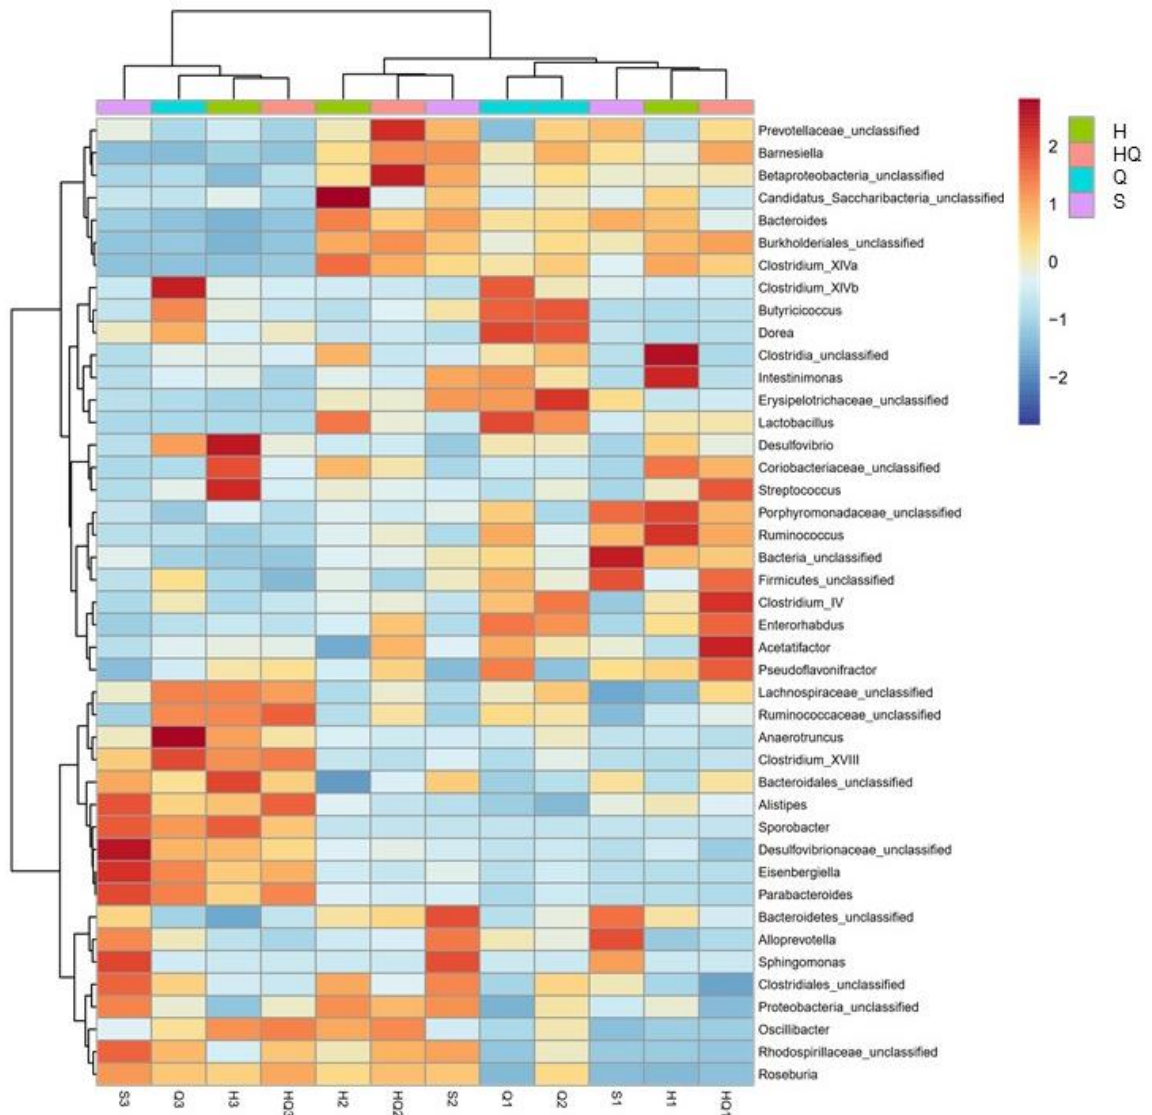 Prevotellaceae_unclassified
Barnesiella
Betaproteobacteria_unclassified
Candidatus_Saccharibacteria_unclassified
Bacteroides
Burkholderiales_unclassified
Clostridium_XIVa
Clostridium_XIVb
Butyricicoccus
Dorea
Clostridia_unclassified
Intestinimonas
Erysipelotrichaceae_unclassified
Lactobacillus
Desulfovibrio
Coriobacteriaceae_unclassified
Streptococcus
Porphyromonadaceae_unclassified
Ruminococcus
Bacteria_unclassified
Firmicutes_unclassified
Clostridium_IV
Enterorhabdus
Acetatifactor
Pseudoflavonifractor
Lachnospiraceae_unclassified
Ruminococcaceae_unclassified
Anaerotruncus
Clostridium_XVIII
Bacteroidales_unclassified
Alistipes
Sporobacter
Desulfovibrionaceae_unclassified
Eisenbergiella
Parabacteroides
Bacteroidetes_unclassified
Alloprevotella
Sphingomonas
Clostridiales_unclassified
Proteobacteria_unclassified
Oscillibacter
Rhodospirillaceae_unclassified
Roseburia
S3
Q3
H3
HQ3
H2
HQ2
S2
Q1
Q2
S1
H1
HQ1
2
1
0
−1
−2
H
HQ
Q
S